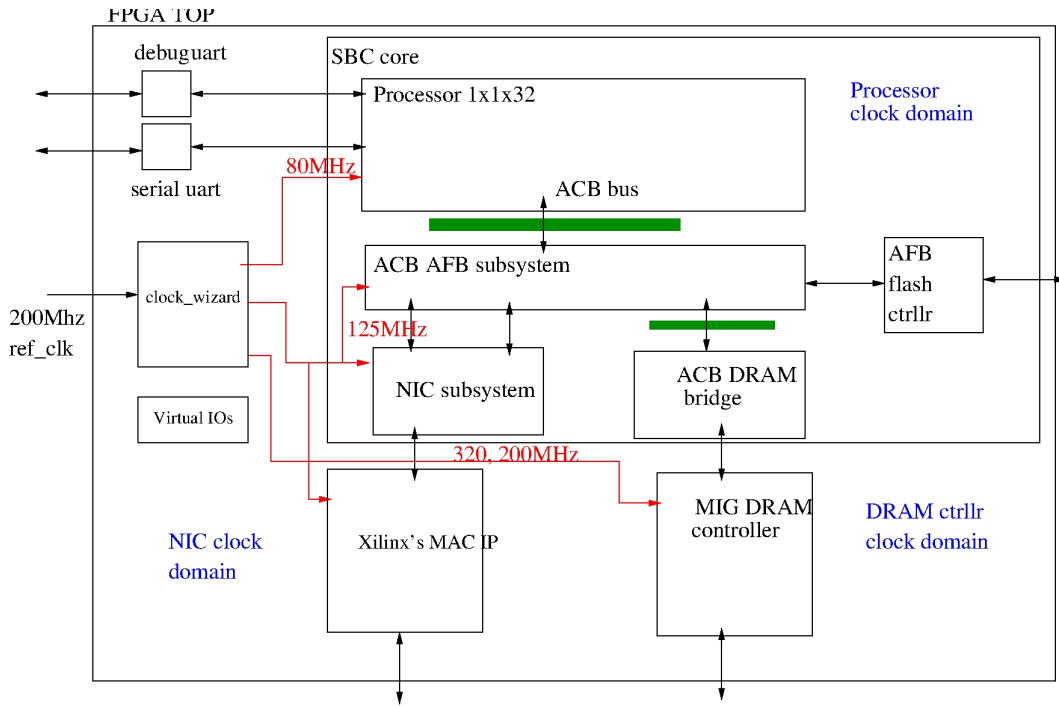 FPGA TOP
debuguart
SBC core
Processor 1x1x32
Processor
clock domain
serial uart
80MHz
ACB bus
ACB AFB subsystem
AFB
flash
ctrllr
clock_wizard
200Mhz
ref_clk
125MHz
NIC subsystem
ACB DRAM
bridge
Virtual IOs
320, 200MHz
MIG DRAM
controller
DRAM ctrllr
clock domain
NIC clock
domain
Xilinx's MAC IP